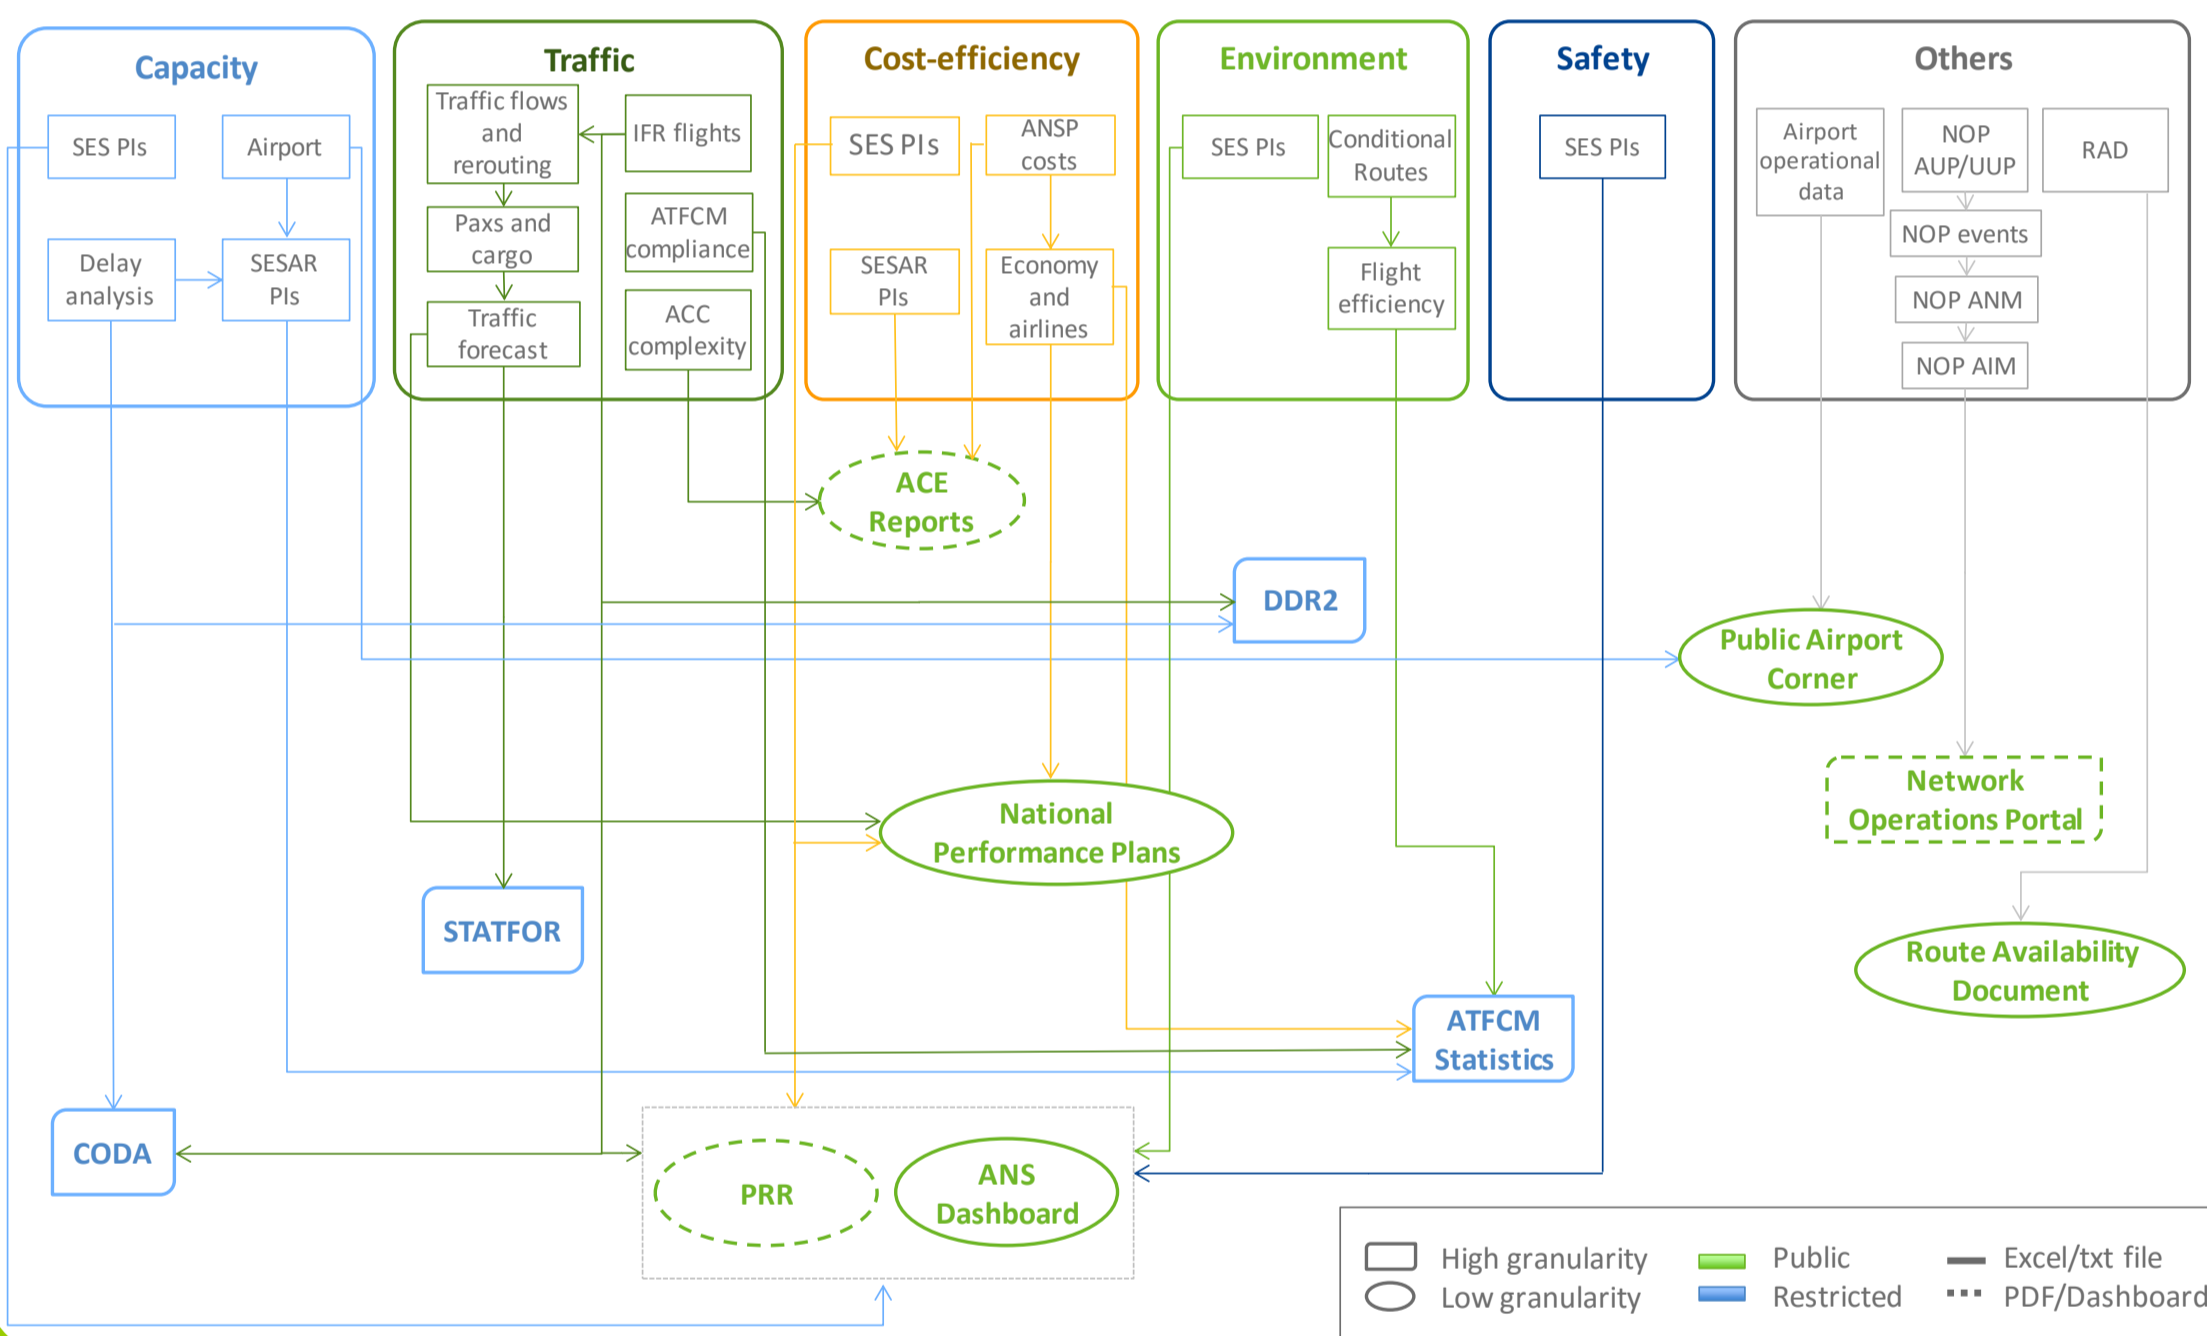 Capacity
SES PIs
Airport
Delay
analysis
SESAR
PIs
Traffic
Traffic flows
and
rerouting
IFR flights
Paxs and
cargo
ATFCM
compliance
Traffic
forecast
ACC
complexity
Cost-efficiency
SES PIs
ANSP
costs
SESAR
PIs
Economy
and
airlines
Environment
SES PIs
Conditional
Routes
Flight
efficiency
Safety
SES PIs
Others
Airport
operational
data
NOP
AUP/UUP
RAD
NOP events
NOP ANM
NOP AIM
ACE
Reports
DDR2
Public Airport
Corner
Network
Operations Portal
National
Performance Plans
STATFOR
Route Availability
Document
ATFCM
Statistics
CODA
PRR
ANS
Dashboard
High granularity
Low granularity
Public
Restricted
Excel/txt file
PDF/Dashboard